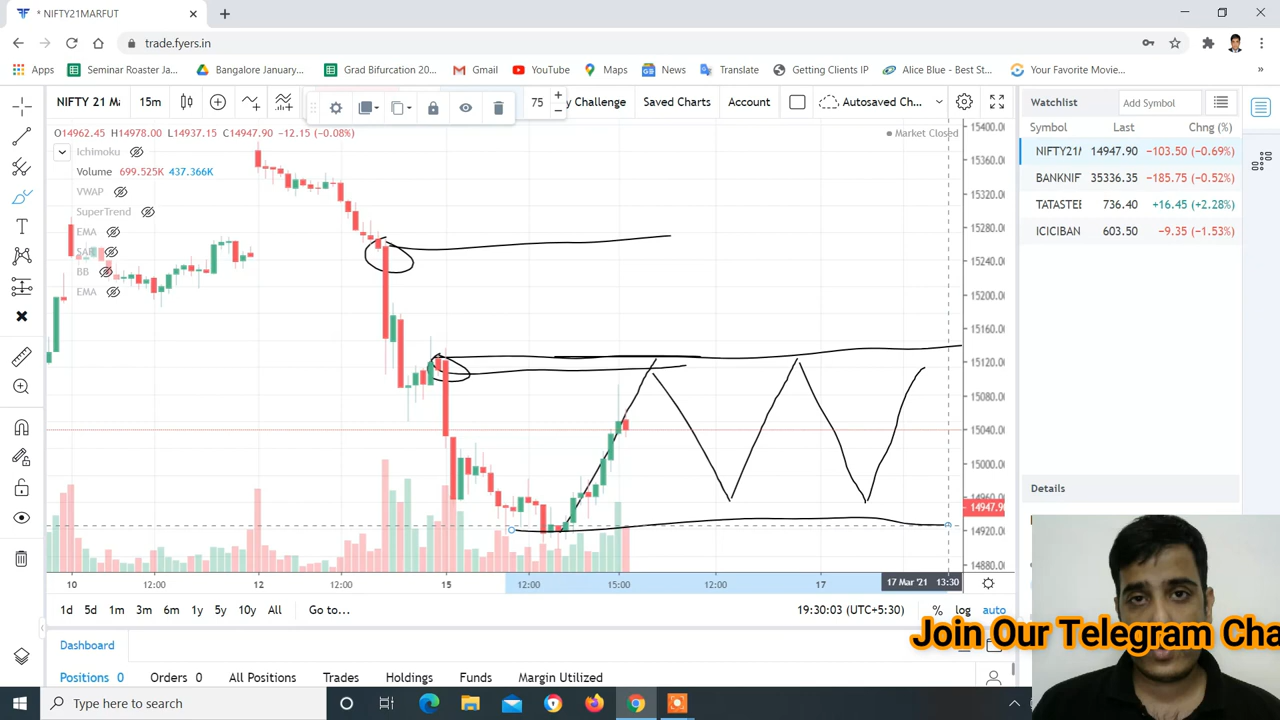 * NIFTY21MARFUT
trade.fyers.in
Apps
Seminar Roaster Ja...
Bangalore January...
Grad Bifurcation 20...
Gmail
YouTube
Maps
News
Translate
Getting Clients IP
Alice Blue - Best St...
Your Favorite Movie...
»
NIFTY 21 Ma
15m
75
y Challenge
Saved Charts
Account
Autosaved Ch...
Watchlist
Add Symbol
O14962.45 H14978.00 L14937.15 C14947.90 -12.15 (-0.08%)
Market Closed
Ichimoku
Volume 699.525K 437.366K
VWAP
SuperTrend
EMA
SAR
BB
EMA
15400.00
15360.00
15320.00
15280.00
15240.00
15200.00
15160.00
15120.00
15080.00
15040.00
15000.00
14960.00
14947.90
14920.00
14880.00
Symbol Last Chng (%)
NIFTY21 14947.90 −103.50 (−0.69%)
BANKNIF 35336.35 −185.75 (−0.52%)
TATASTEE 736.40 +16.45 (+2.28%)
ICICIBAN 603.50 −9.35 (−1.53%)
Details
10 12:00 12 12:00 15 12:00 15:00 12:00 17 17 Mar '21 13:30
1d 5d 1m 3m 6m 1y 5y 10y All Go to...
19:30:03 (UTC+5:30) % log auto
Join Our Telegram Cha
Dashboard
Positions 0 Orders 0 All Positions Trades Holdings Funds Margin Utilized
Type here to search